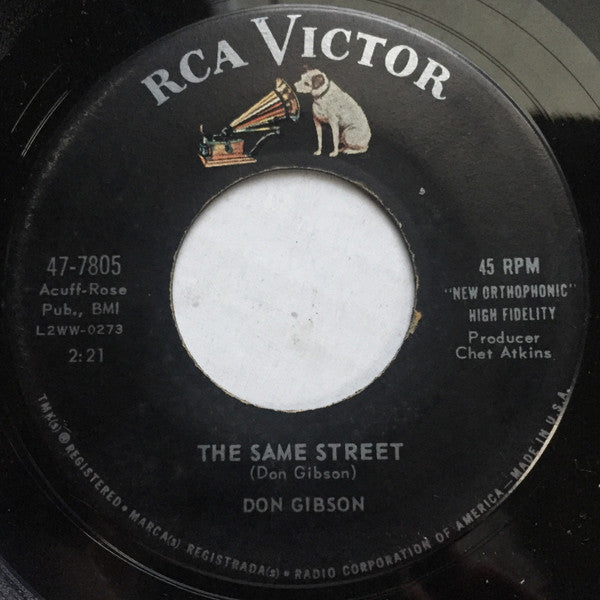 RCA VICTOR
47-7805
Acuff-Rose
Pub., BMI
L2WW-0273
2:21
45 RPM
"NEW ORTHOPHONIC"
HIGH FIDELITY
Producer
Chet Atkins
THE SAME STREET
(Don Gibson)
DON GIBSON
TMK(s) ® REGISTERED • MARCA(s) REGISTRADA(s) • RADIO CORPORATION OF AMERICA — MADE IN U.S.A.